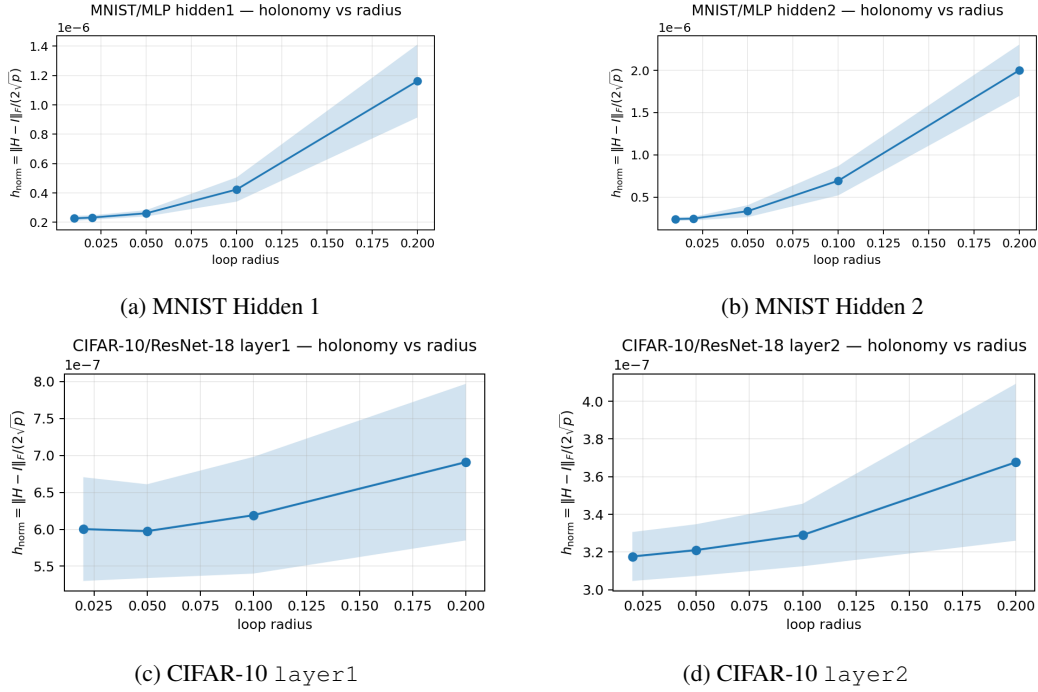 MNIST/MLP hidden1 — holonomy vs radius
1e−6
1.4
1.2
1.0
0.8
0.6
0.4
0.2
h_norm = ‖H − I‖_F/(2√p)
0.025 0.050 0.075 0.100 0.125 0.150 0.175 0.200
loop radius
(a) MNIST Hidden 1
MNIST/MLP hidden2 — holonomy vs radius
1e−6
2.0
1.5
1.0
0.5
h_norm = ‖H − I‖_F/(2√p)
0.025 0.050 0.075 0.100 0.125 0.150 0.175 0.200
loop radius
(b) MNIST Hidden 2
CIFAR-10/ResNet-18 layer1 — holonomy vs radius
1e−7
8.0
7.5
7.0
6.5
6.0
5.5
h_norm = ‖H − I‖_F/(2√p)
0.025 0.050 0.075 0.100 0.125 0.150 0.175 0.200
loop radius
(c) CIFAR-10 layer1
CIFAR-10/ResNet-18 layer2 — holonomy vs radius
1e−7
4.0
3.8
3.6
3.4
3.2
3.0
h_norm = ‖H − I‖_F/(2√p)
0.025 0.050 0.075 0.100 0.125 0.150 0.175 0.200
loop radius
(d) CIFAR-10 layer2